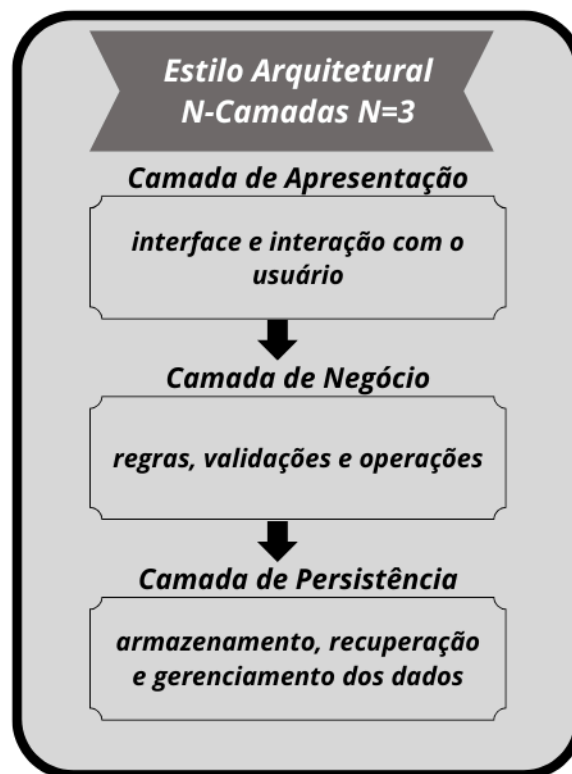 Estilo Arquitetural
N-Camadas N=3
Camada de Apresentação
interface e interação com o
usuário
Camada de Negócio
regras, validações e operações
Camada de Persistência
armazenamento, recuperação
e gerenciamento dos dados